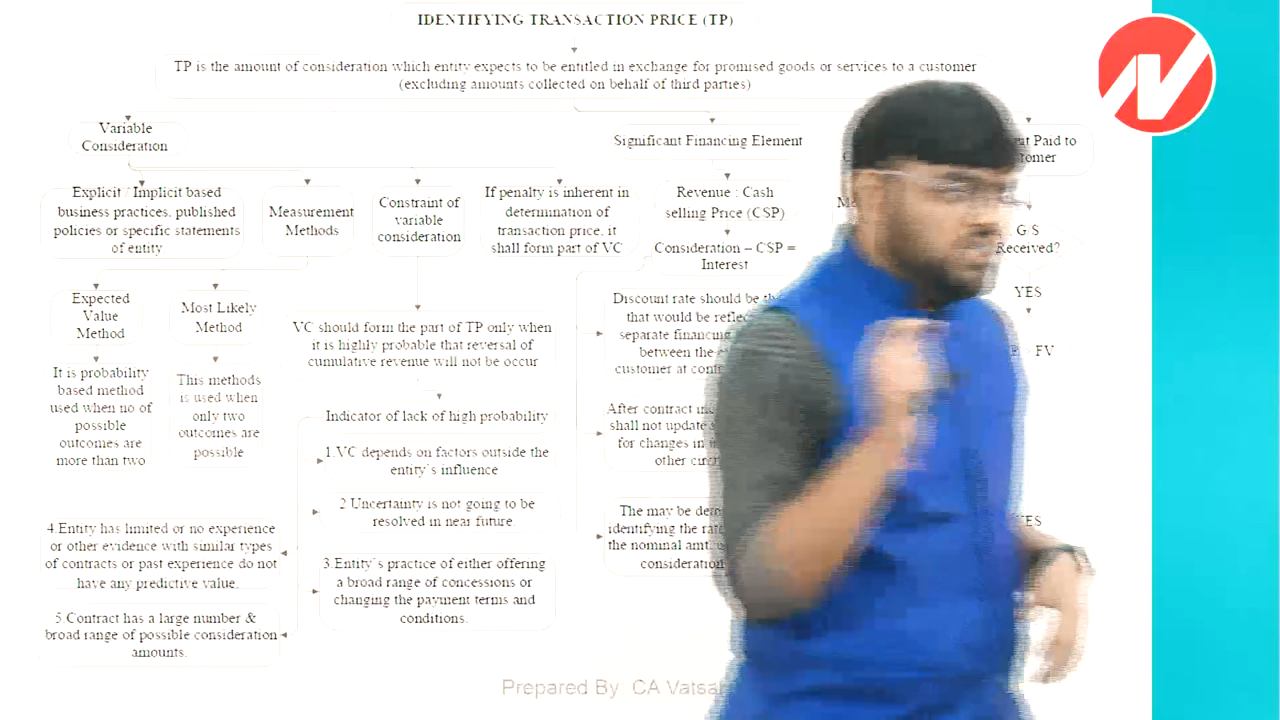 IDENTIFYING TRANSACTION PRICE (TP)
TP is the amount of consideration which entity expects to be entitled in exchange for promised goods or services to a customer
(excluding amounts collected on behalf of third parties)
Variable
Consideration
Significant Financing Element
Paid to
Explicit / Implicit based
business practices, published
policies or specific statements
of entity
Measurement
Methods
Constraint of
variable
consideration
If penalty is inherent in
determination of
transaction price, it
shall form part of VC
Revenue : Cash
selling Price (CSP)
Consideration – CSP =
Interest
G/S
Received?
YES
FV
Expected
Value
Method
Most Likely
Method
It is probability
based method
used when no of
possible
outcomes are
more than two
This methods
is used when
only two
outcomes are
possible
VC should form the part of TP only when
it is highly probable that reversal of
cumulative revenue will not be occur
Indicator of lack of high probability
1.VC depends on factors outside the
entity's influence
2.Uncertainty is not going to be
resolved in near future.
3.Entity's practice of either offering
a broad range of concessions or
changing the payment terms and
conditions.
4.Entity has limited or no experience
or other evidence with similar types
of contracts or past experience do not
have any predictive value.
5.Contract has a large number &
broad range of possible consideration
amounts.
Discount rate should be
that would be
separate financing
between the
customer at
After contract
shall not update
for changes in
other
The may be
identifying the
the nominal amt.
consideration
Prepared By CA